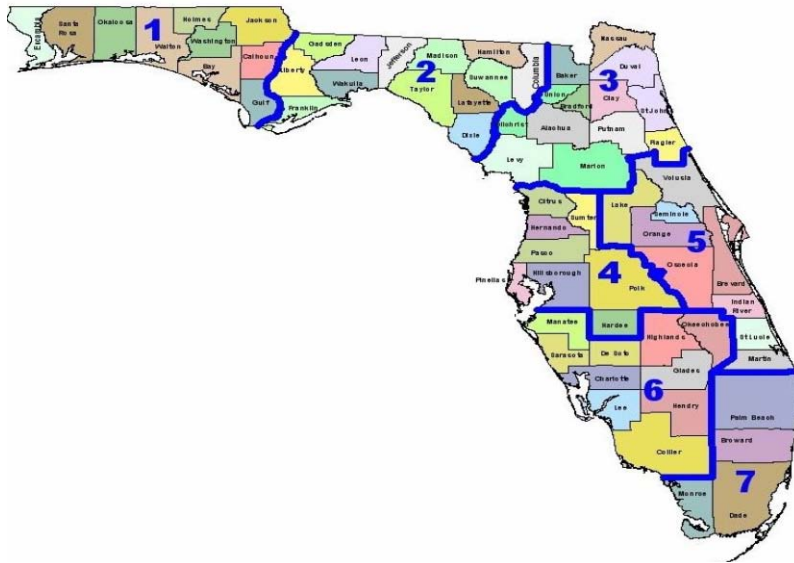 Escambia
Santa
Rosa
Okaloosa
Walton
Holmes
Washington
Bay
Jackson
Calhoun
Gulf
1
Gadsden
Liberty
Franklin
Leon
Wakulla
Jefferson
Madison
Taylor
Hamilton
Suwannee
Lafayette
Dixie
Columbia
2
Nassau
Baker
Duval
Union
Bradford
Clay
St Johns
Gilchrist
Alachua
Putnam
Flagler
Levy
Marion
3
Citrus
Sumter
Hernando
Pasco
Pinellas
Hillsborough
Polk
Hardee
4
Volusia
Lake
Seminole
Orange
Osceola
Brevard
Indian
River
St Lucie
Martin
5
Manatee
Highlands
Okeechobee
Sarasota
De Soto
Charlotte
Glades
Lee
Hendry
Collier
6
Palm Beach
Broward
Monroe
Dade
7